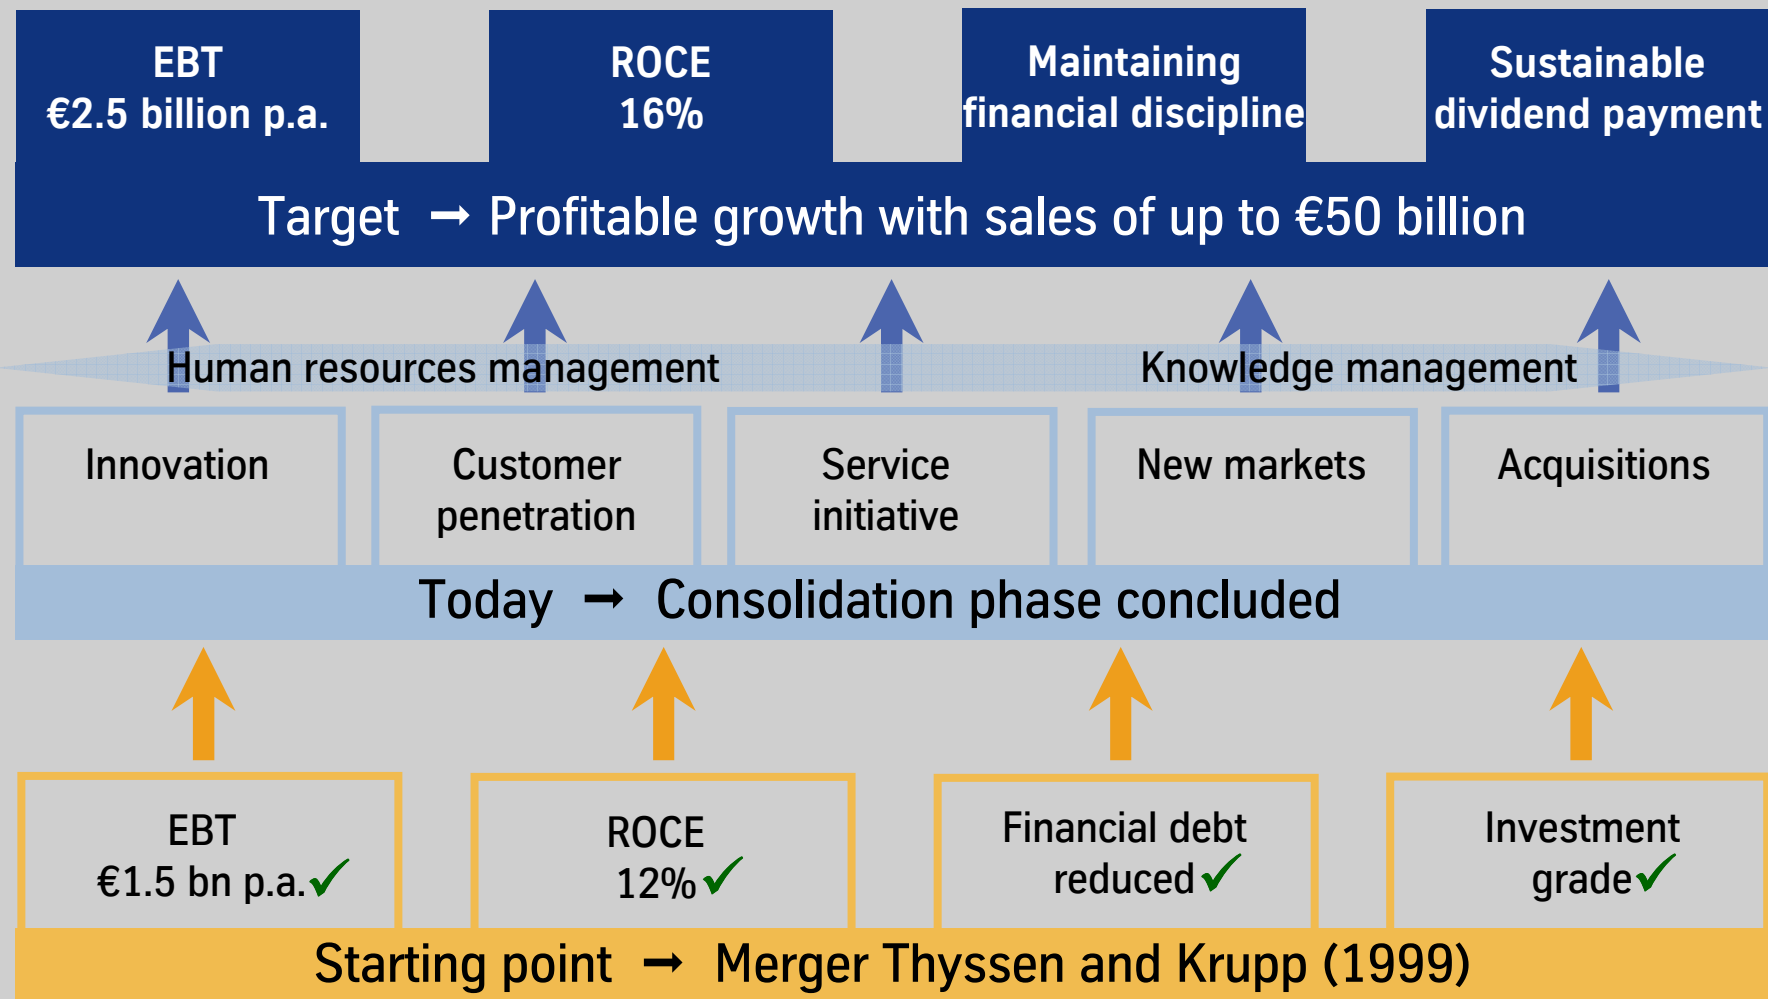 EBT
€2.5 billion p.a.
ROCE
16%
Maintaining
financial discipline
Sustainable
dividend payment
Target → Profitable growth with sales of up to €50 billion
Human resources management
Knowledge management
Innovation
Customer
penetration
Service
initiative
New markets
Acquisitions
Today → Consolidation phase concluded
EBT
€1.5 bn p.a.✓
ROCE
12%✓
Financial debt
reduced✓
Investment
grade✓
Starting point → Merger Thyssen and Krupp (1999)